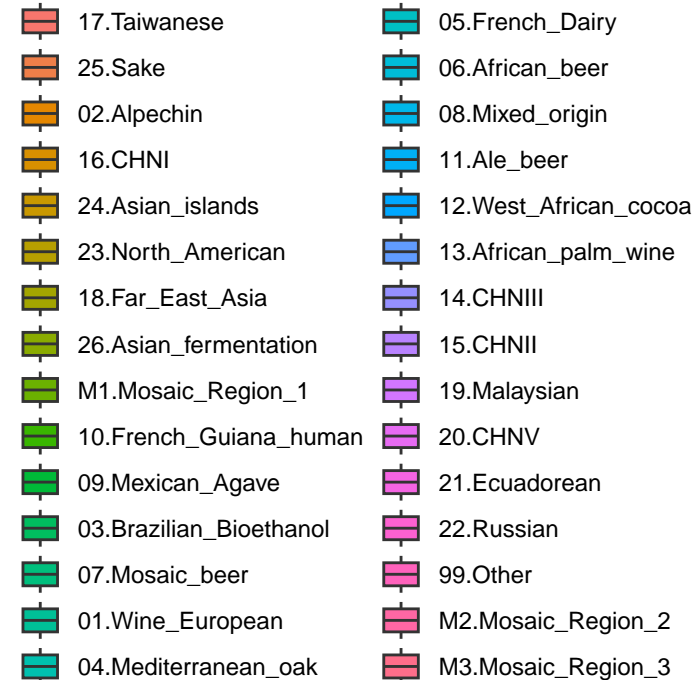 17.Taiwanese
25.Sake
02.Alpechin
16.CHNI
24.Asian_islands
23.North_American
18.Far_East_Asia
26.Asian_fermentation
M1.Mosaic_Region_1
10.French_Guiana_human
09.Mexican_Agave
03.Brazilian_Bioethanol
07.Mosaic_beer
01.Wine_European
04.Mediterranean_oak
05.French_Dairy
06.African_beer
08.Mixed_origin
11.Ale_beer
12.West_African_cocoa
13.African_palm_wine
14.CHNIII
15.CHNII
19.Malaysian
20.CHNV
21.Ecuadorean
22.Russian
99.Other
M2.Mosaic_Region_2
M3.Mosaic_Region_3